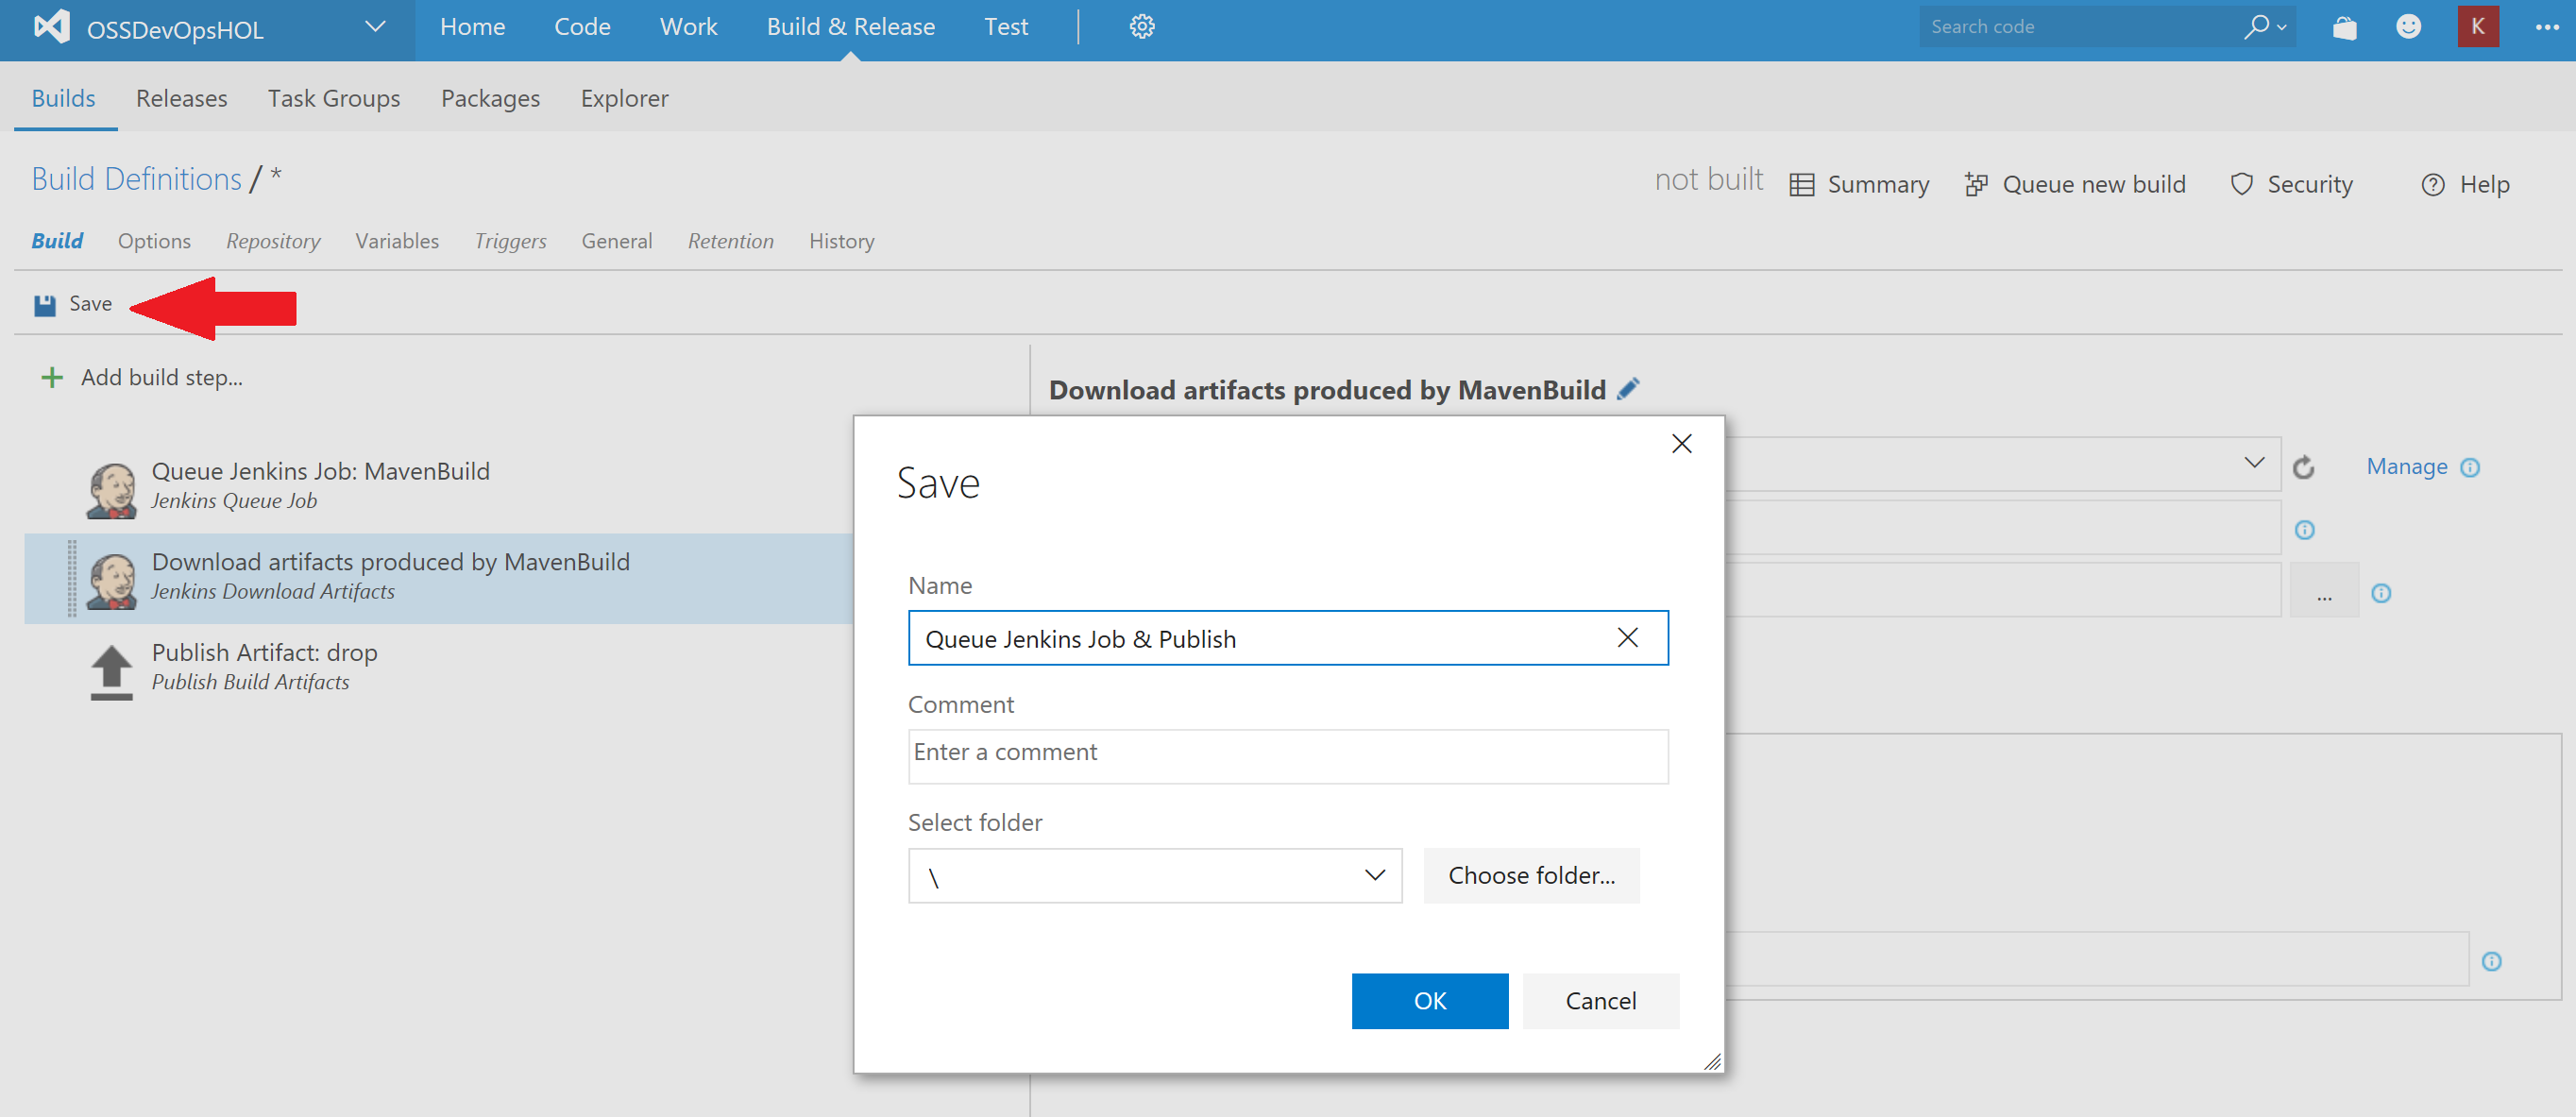 OSSDevOpsHOL Home Code Work Build & Release Test Search code K ...
Builds Releases Task Groups Packages Explorer
Build Definitions / * not built Summary Queue new build Security Help
Build Options Repository Variables Triggers General Retention History
Save
Add build step...
Download artifacts produced by MavenBuild
Queue Jenkins Job: MavenBuild
Jenkins Queue Job
Manage
Download artifacts produced by MavenBuild
Jenkins Download Artifacts
...
Publish Artifact: drop
Publish Build Artifacts
Save
Name
Queue Jenkins Job & Publish
Comment
Enter a comment
Select folder
\ Choose folder...
OK Cancel